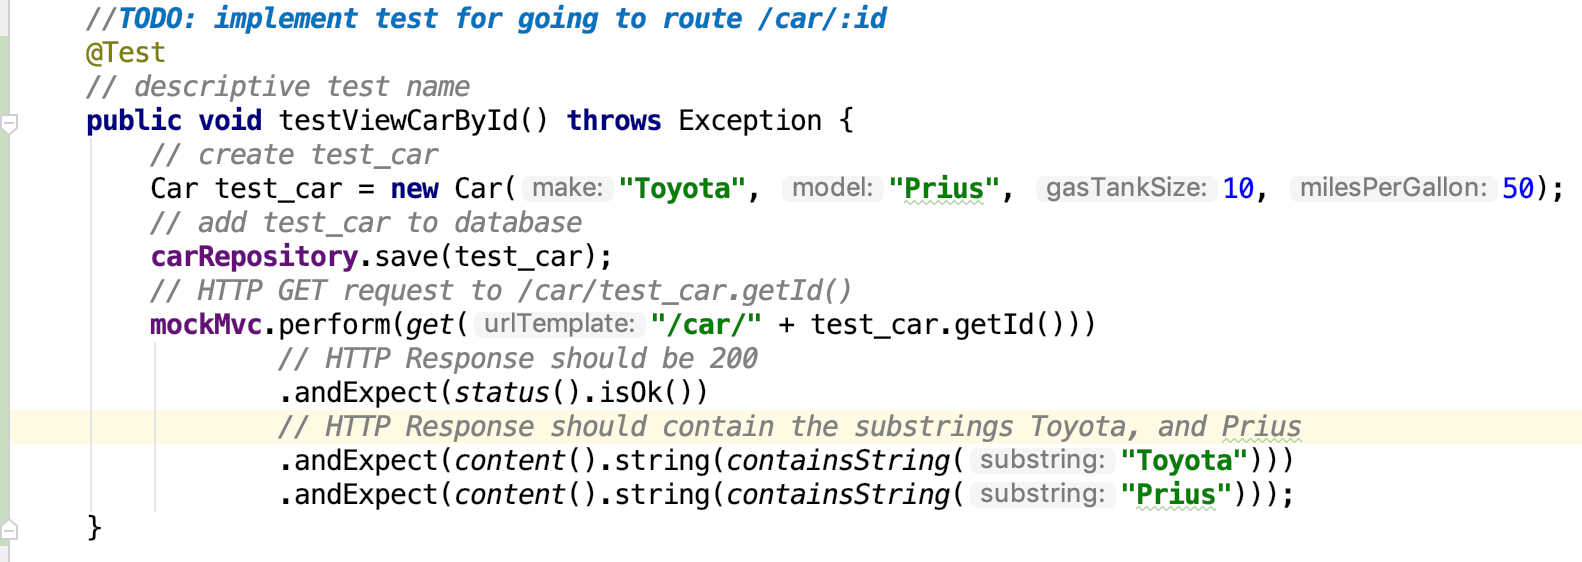 //TODO: implement test for going to route /car/:id
@Test
// descriptive test name
public void testViewCarById() throws Exception {
// create test_car
Car test_car = new Car( make: "Toyota", model: "Prius", gasTankSize: 10, milesPerGallon: 50);
// add test_car to database
carRepository.save(test_car);
// HTTP GET request to /car/test_car.getId()
mockMvc.perform(get( urlTemplate: "/car/" + test_car.getId()))
// HTTP Response should be 200
.andExpect(status().isOk())
// HTTP Response should contain the substrings Toyota, and Prius
.andExpect(content().string(containsString( substring: "Toyota")))
.andExpect(content().string(containsString( substring: "Prius")));
}